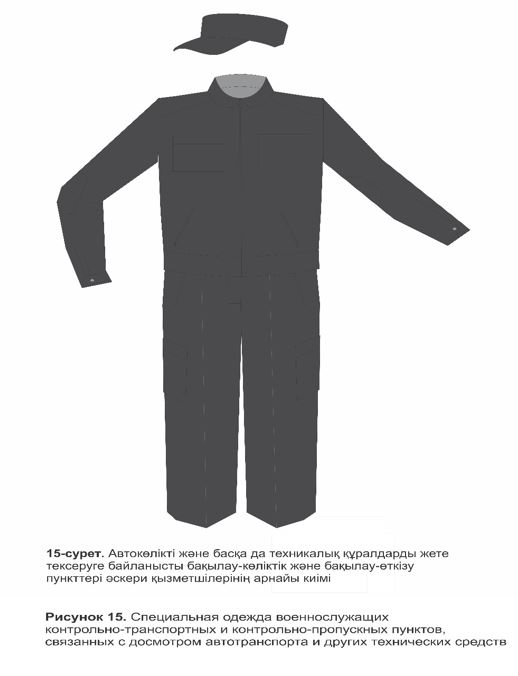 15-сурет. Автокөлікті және басқа да техникалық құралдарды жете
тексеруге байланысты бақылау-көліктік және бақылау-өткізу
пункттері әскери қызметшілерінің арнайы киімі
Рисунок 15. Специальная одежда военнослужащих
контрольно-транспортных и контрольно-пропускных пунктов,
связанных с досмотром автотранспорта и других технических средств